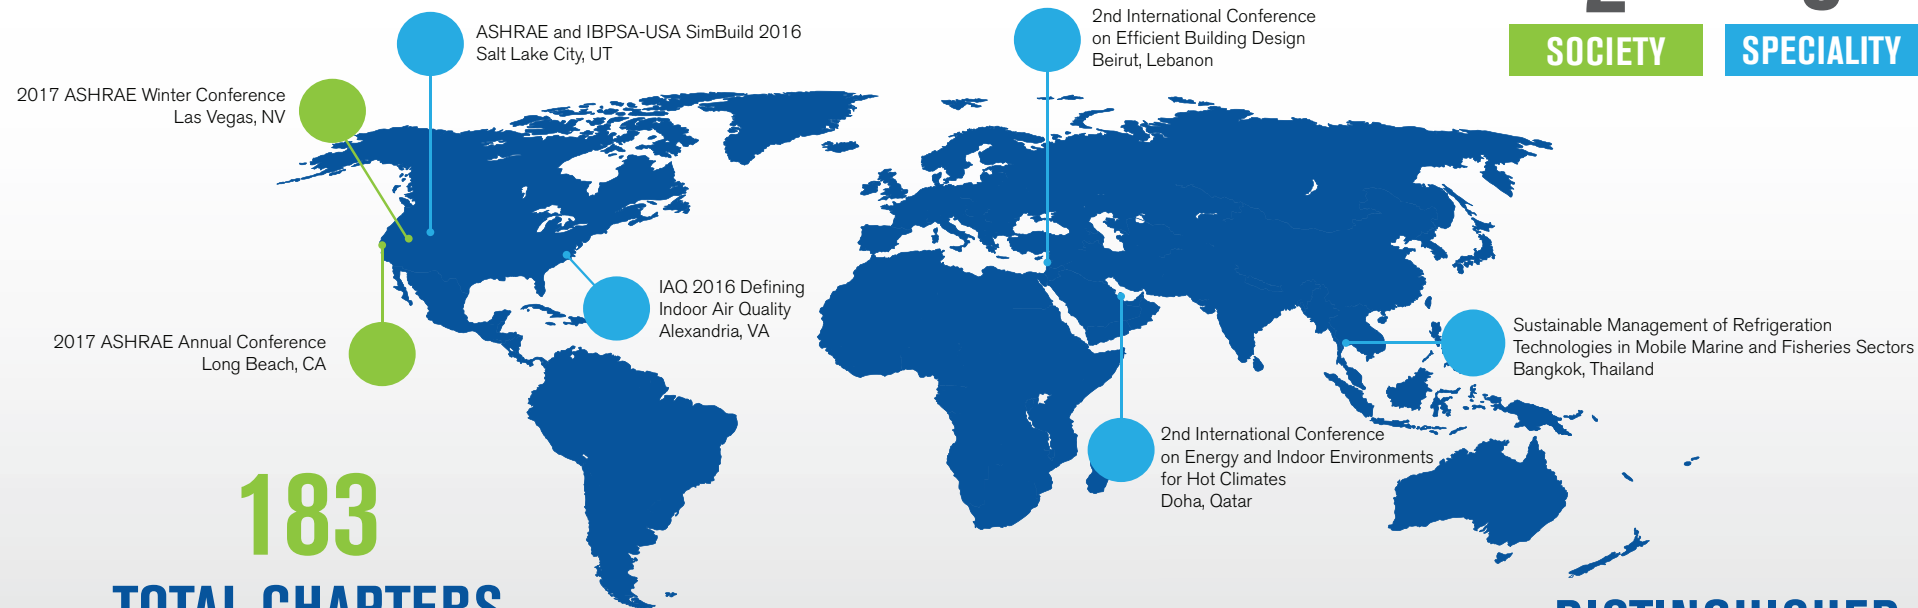 ASHRAE and IBPSA-USA SimBuild 2016
Salt Lake City, UT
2nd International Conference
on Efficient Building Design
Beirut, Lebanon
SOCIETY
SPECIALITY
2017 ASHRAE Winter Conference
Las Vegas, NV
IAQ 2016 Defining
Indoor Air Quality
Alexandria, VA
2017 ASHRAE Annual Conference
Long Beach, CA
Sustainable Management of Refrigeration
Technologies in Mobile Marine and Fisheries Sectors
Bangkok, Thailand
2nd International Conference
on Energy and Indoor Environments
for Hot Climates
Doha, Qatar
183
TOTAL CHAPTERS
DISTINGUISHED